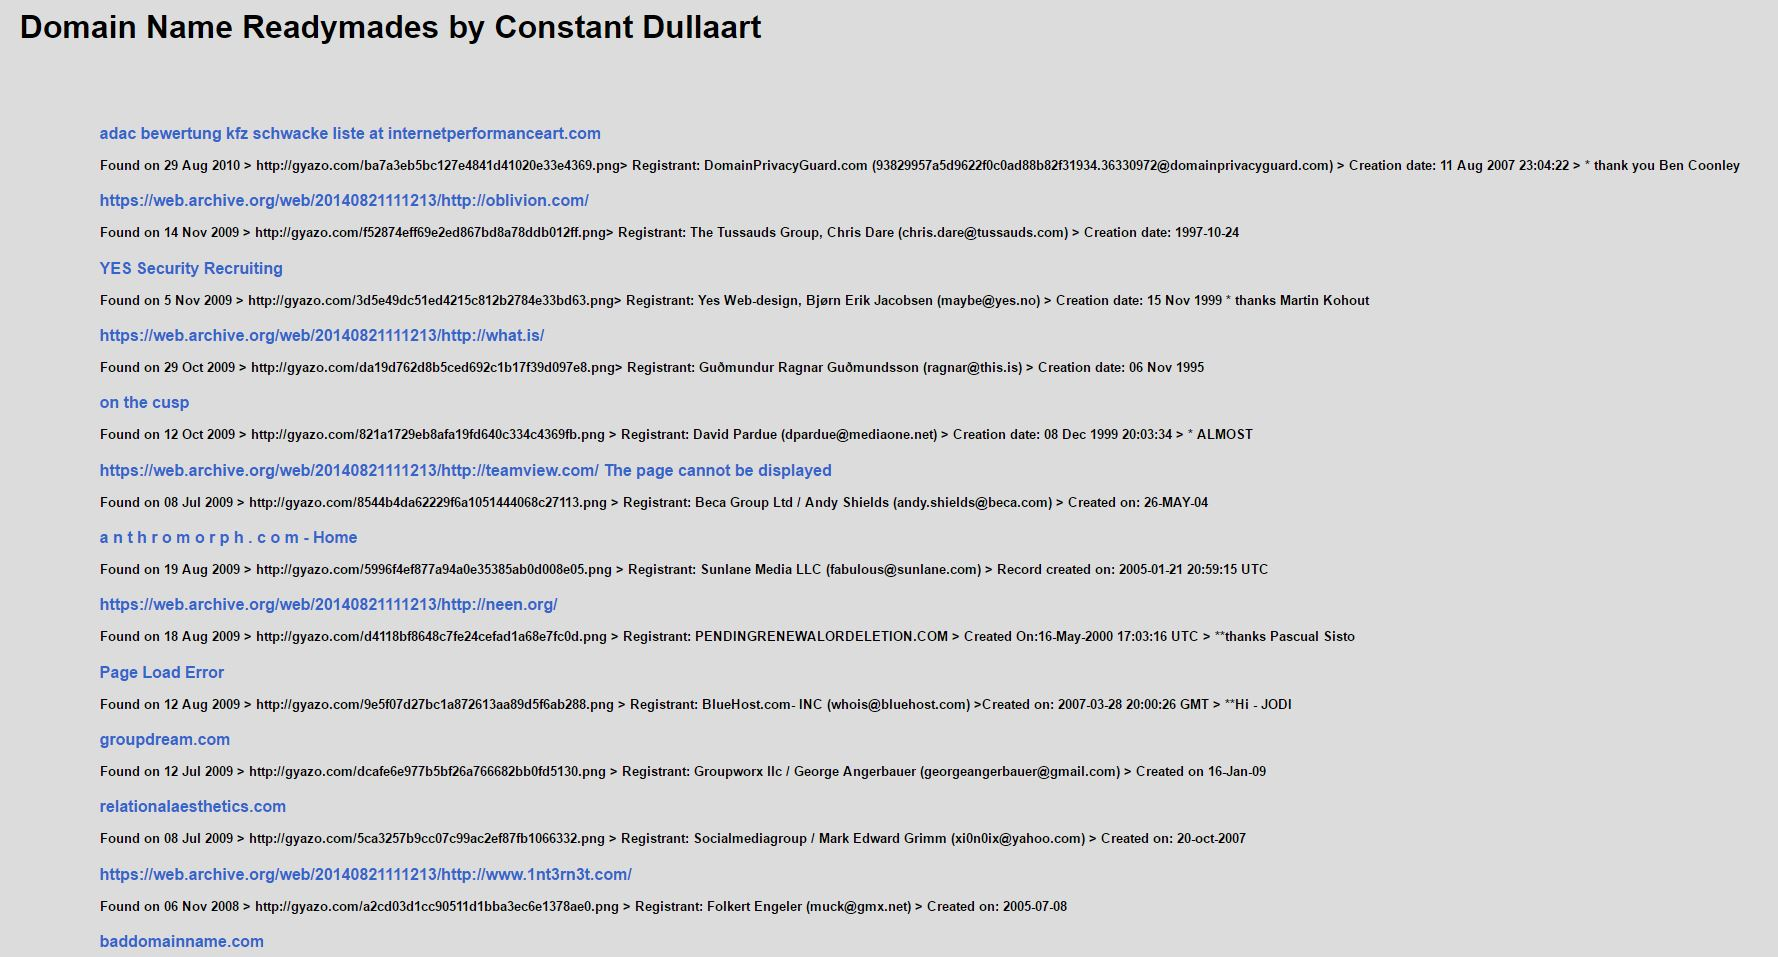 Domain Name Readymades by Constant Dullaart
adac bewertung kfz schwacke liste at internetperformanceart.com
Found on 29 Aug 2010 > http://gyazo.com/ba7a3eb5bc127e4841d41020e33e4369.png> Registrant: DomainPrivacyGuard.com (93829957a5d9622f0c0ad88b82f31934.36330972@domainprivacyguard.com) > Creation date: 11 Aug 2007 23:04:22 > * thank you Ben Coonley
https://web.archive.org/web/20140821111213/http://oblivion.com/
Found on 14 Nov 2009 > http://gyazo.com/f52874eff69e2ed867bd8a78ddb012ff.png> Registrant: The Tussauds Group, Chris Dare (chris.dare@tussauds.com) > Creation date: 1997-10-24
YES Security Recruiting
Found on 5 Nov 2009 > http://gyazo.com/3d5e49dc51ed4215c812b2784e33bd63.png> Registrant: Yes Web-design, Bjørn Erik Jacobsen (maybe@yes.no) > Creation date: 15 Nov 1999 * thanks Martin Kohout
https://web.archive.org/web/20140821111213/http://what.is/
Found on 29 Oct 2009 > http://gyazo.com/da19d762d8b5ced692c1b17f39d097e8.png> Registrant: Guðmundur Ragnar Guðmundsson (ragnar@this.is) > Creation date: 06 Nov 1995
on the cusp
Found on 12 Oct 2009 > http://gyazo.com/821a1729eb8afa19fd640c334c4369fb.png > Registrant: David Pardue (dpardue@mediaone.net) > Creation date: 08 Dec 1999 20:03:34 > * ALMOST
https://web.archive.org/web/20140821111213/http://teamview.com/ The page cannot be displayed
Found on 08 Jul 2009 > http://gyazo.com/8544b4da62229f6a1051444068c27113.png > Registrant: Beca Group Ltd / Andy Shields (andy.shields@beca.com) > Created on: 26-MAY-04
a n t h r o m o r p h . c o m - Home
Found on 19 Aug 2009 > http://gyazo.com/5996f4ef877a94a0e35385ab0d008e05.png > Registrant: Sunlane Media LLC (fabulous@sunlane.com) > Record created on: 2005-01-21 20:59:15 UTC
https://web.archive.org/web/20140821111213/http://neen.org/
Found on 18 Aug 2009 > http://gyazo.com/d4118bf8648c7fe24cefad1a68e7fc0d.png > Registrant: PENDINGRENEWALORDELETION.COM > Created On:16-May-2000 17:03:16 UTC > **thanks Pascual Sisto
Page Load Error
Found on 12 Aug 2009 > http://gyazo.com/9e5f07d27bc1a872613aa89d5f6ab288.png > Registrant: BlueHost.com- INC (whois@bluehost.com) >Created on: 2007-03-28 20:00:26 GMT > **Hi - JODI
groupdream.com
Found on 12 Jul 2009 > http://gyazo.com/dcafe6e977b5bf26a766682bb0fd5130.png > Registrant: Groupworx llc / George Angerbauer (georgeangerbauer@gmail.com) > Created on 16-Jan-09
relationalaesthetics.com
Found on 08 Jul 2009 > http://gyazo.com/5ca3257b9cc07c99ac2ef87fb1066332.png > Registrant: Socialmediagroup / Mark Edward Grimm (xi0n0ix@yahoo.com) > Created on: 20-oct-2007
https://web.archive.org/web/20140821111213/http://www.1nt3rn3t.com/
Found on 06 Nov 2008 > http://gyazo.com/a2cd03d1cc90511d1bba3ec6e1378ae0.png > Registrant: Folkert Engeler (muck@gmx.net) > Created on: 2005-07-08
baddomainname.com